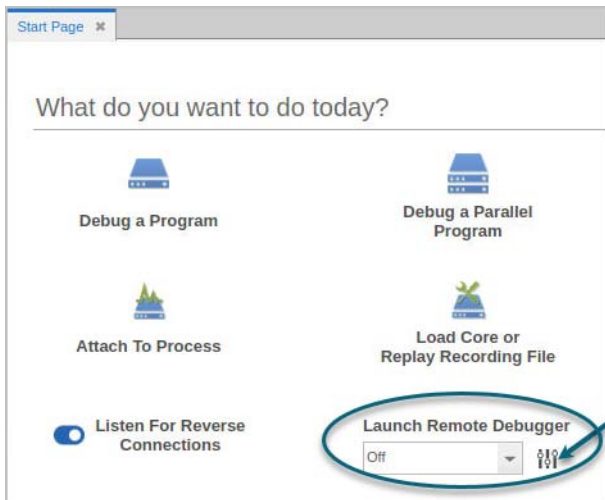 Start Page
What do you want to do today?
Debug a Program
Debug a Parallel
Program
Attach To Process
Load Core or
Replay Recording File
Listen For Reverse
Connections
Launch Remote Debugger
Off